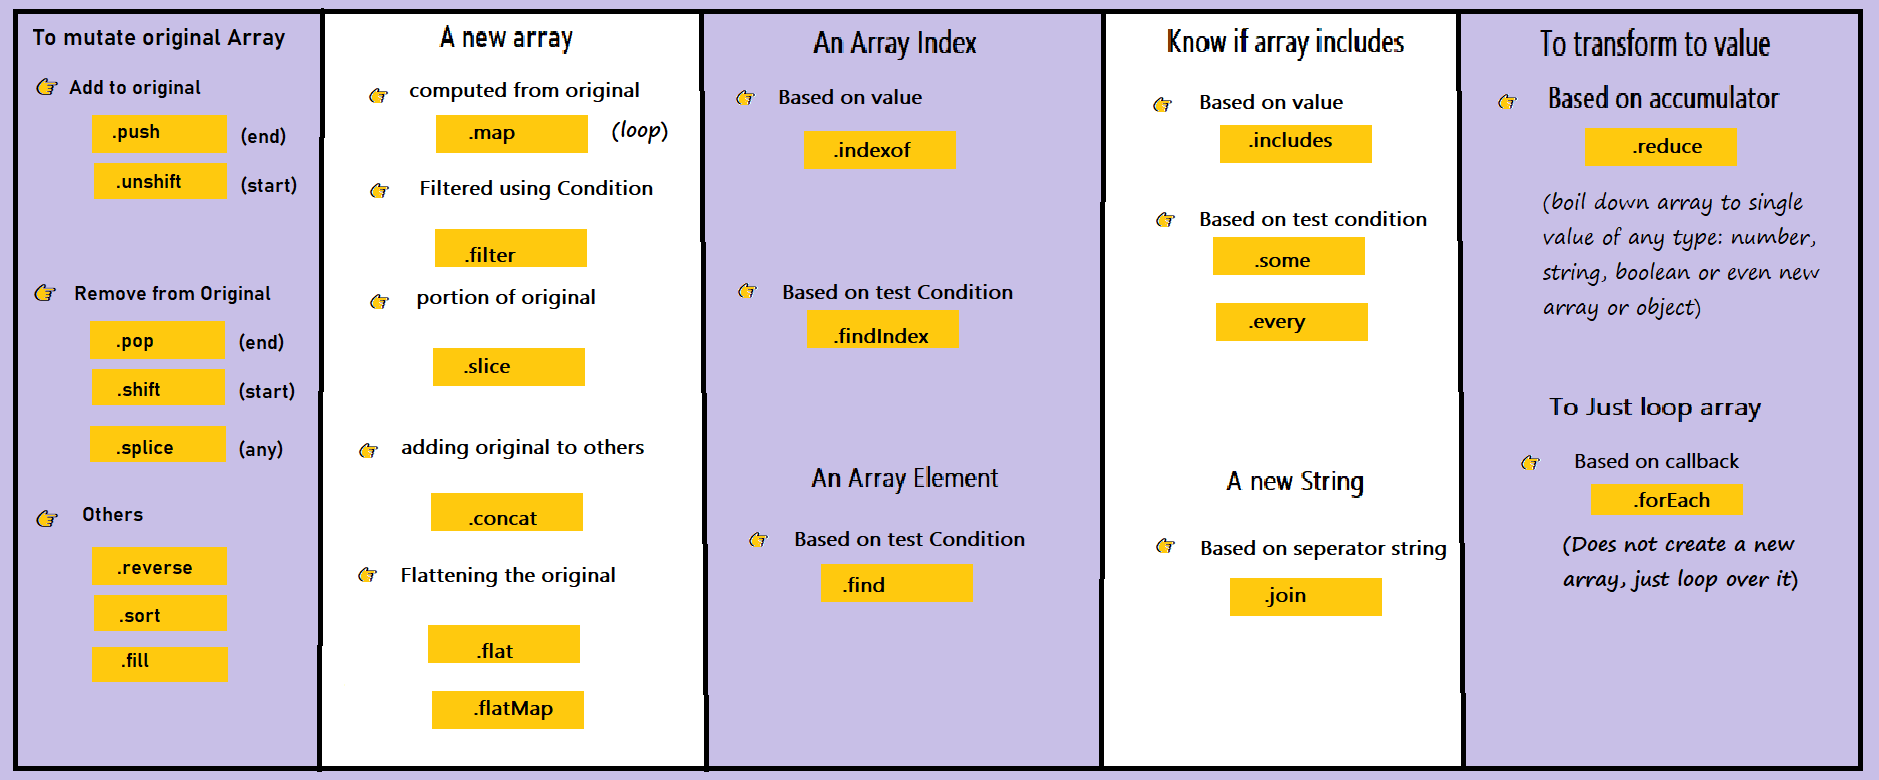 To mutate original Array
Add to original
.push (end)
.unshift (start)
Remove from Original
.pop (end)
.shift (start)
.splice (any)
Others
.reverse
.sort
.fill
A new array
computed from original
.map (loop)
Filtered using Condition
.filter
portion of original
.slice
adding original to others
.concat
Flattening the original
.flat
.flatMap
An Array Index
Based on value
.indexof
Based on test Condition
.findIndex
An Array Element
Based on test Condition
.find
Know if array includes
Based on value
.includes
Based on test condition
.some
.every
A new String
Based on seperator string
.join
To transform to value
Based on accumulator
.reduce
(boil down array to single
value of any type: number,
string, boolean or even new
array or object)
To Just loop array
Based on callback
.forEach
(Does not create a new
array, just loop over it)